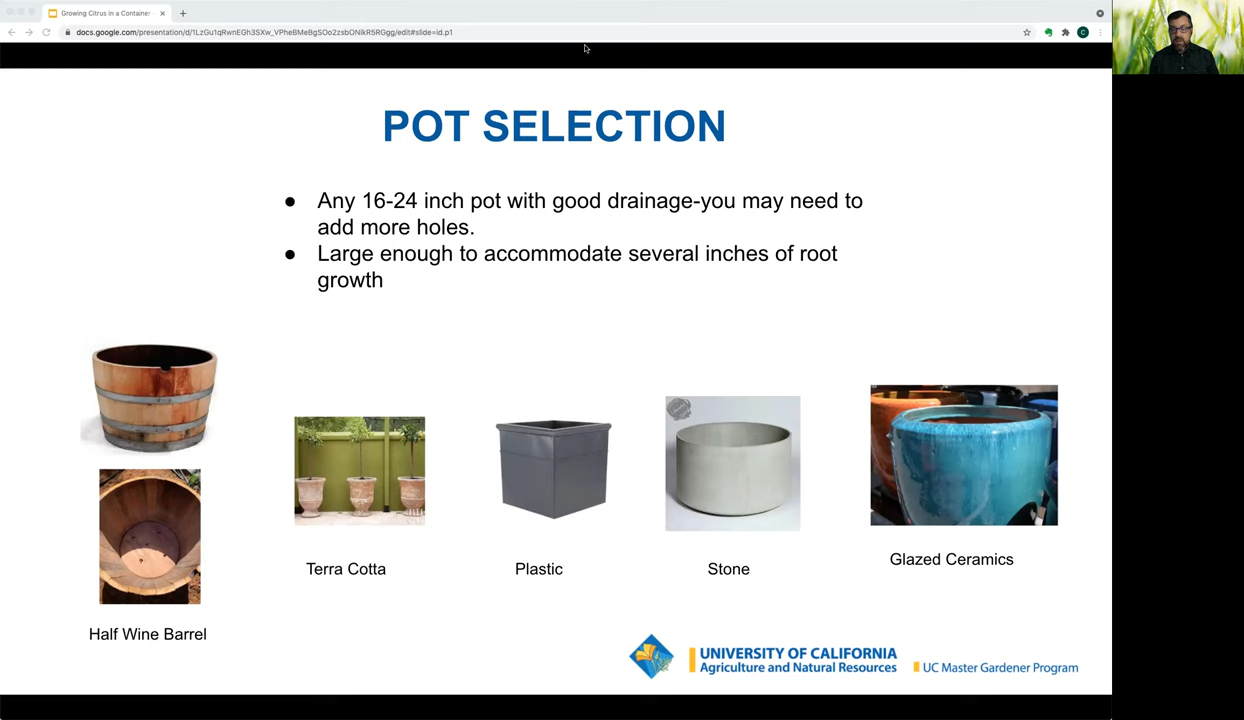 Growing Citrus in a Container
docs.google.com/presentation/d/1LzGu1qRwnEGh3SXw_VPheBMeBgSOo2zsbONikR5RGgg/edit#slide=id.p1
C
POT SELECTION
● Any 16-24 inch pot with good drainage-you may need to
add more holes.
● Large enough to accommodate several inches of root
growth
Terra Cotta
Plastic
Stone
Glazed Ceramics
Half Wine Barrel
UNIVERSITY OF CALIFORNIA
Agriculture and Natural Resources
UC Master Gardener Program